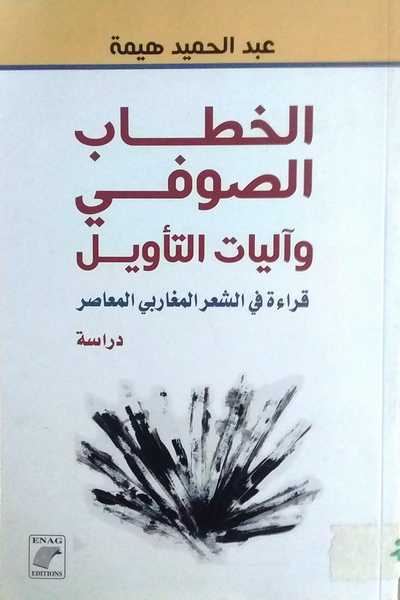 عبد الحميد هيمة
الخطاب
الصوفي
وآليات التأويل
قراءة في الشعر المغاربي المعاصر
دراسة
ENAG
EDITIONS